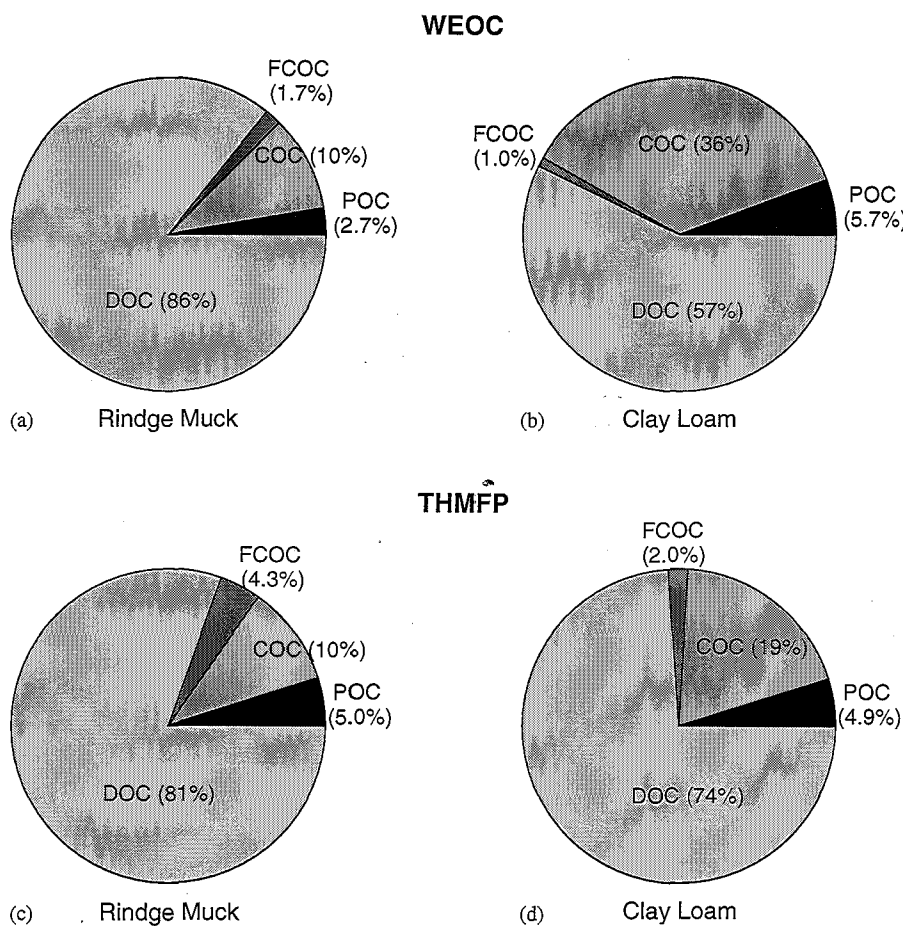 WEOC
FCOC
(1.7%)
COC (10%)
POC
(2.7%)
DOC (86%)
(a) Rindge Muck
FCOC
(1.0%)
COC (36%)
POC
(5.7%)
DOC (57%)
(b) Clay Loam
THMFP
FCOC
(4.3%)
COC (10%)
POC
(5.0%)
DOC (81%)
(c) Rindge Muck
FCOC
(2.0%)
COC (19%)
POC
(4.9%)
DOC (74%)
(d) Clay Loam